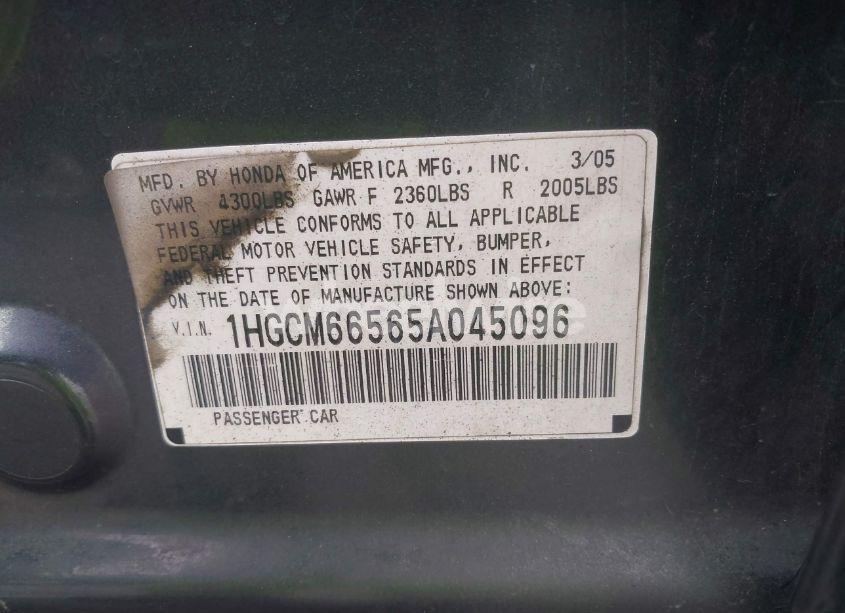 MFD. BY HONDA OF AMERICA MFG., INC. 3/05
GVWR 4300LBS GAWR F 2360LBS R 2005LBS
THIS VEHICLE CONFORMS TO ALL APPLICABLE
FEDERAL MOTOR VEHICLE SAFETY, BUMPER,
AND THEFT PREVENTION STANDARDS IN EFFECT
ON THE DATE OF MANUFACTURE SHOWN ABOVE:
V.I.N. 1HGCM66565A045096
PASSENGER CAR